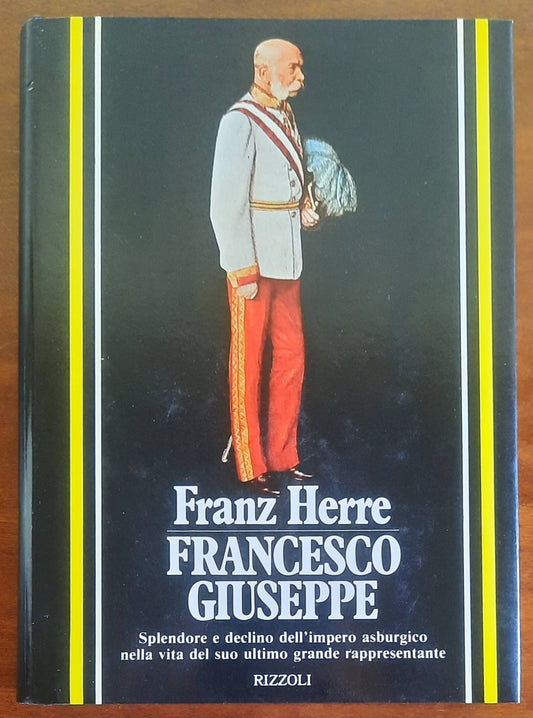 Franz Herre
FRANCESCO
GIUSEPPE
Splendore e declino dell'impero asburgico
nella vita del suo ultimo grande rappresentante
RIZZOLI